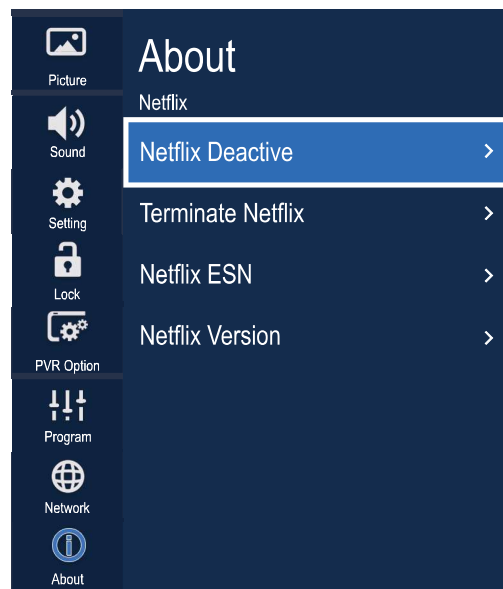 Picture
Sound
Setting
Lock
PVR Option
Program
Network
About
About
Netflix
Netflix Deactive
Terminate Netflix
Netflix ESN
Netflix Version